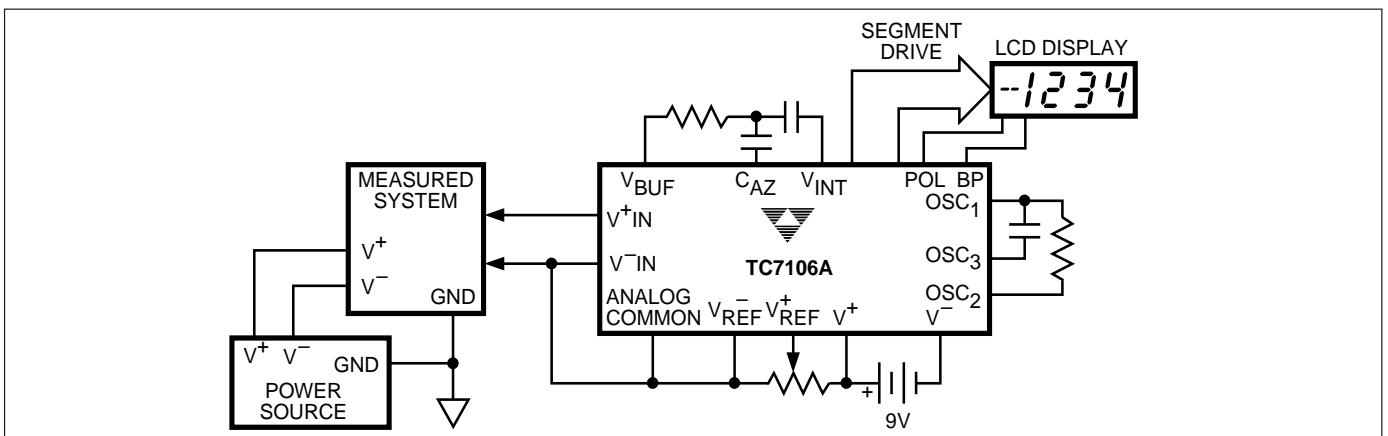 SEGMENT
DRIVE
LCD DISPLAY
-1234
MEASURED
SYSTEM
V+
V−
GND
V+ V− GND
POWER
SOURCE
VBUF CAZ VINT POL BP
V+IN
V−IN
TC7106A
OSC1
OSC3
OSC2
ANALOG
COMMON
V−REF V+REF V+ V−
+
9V